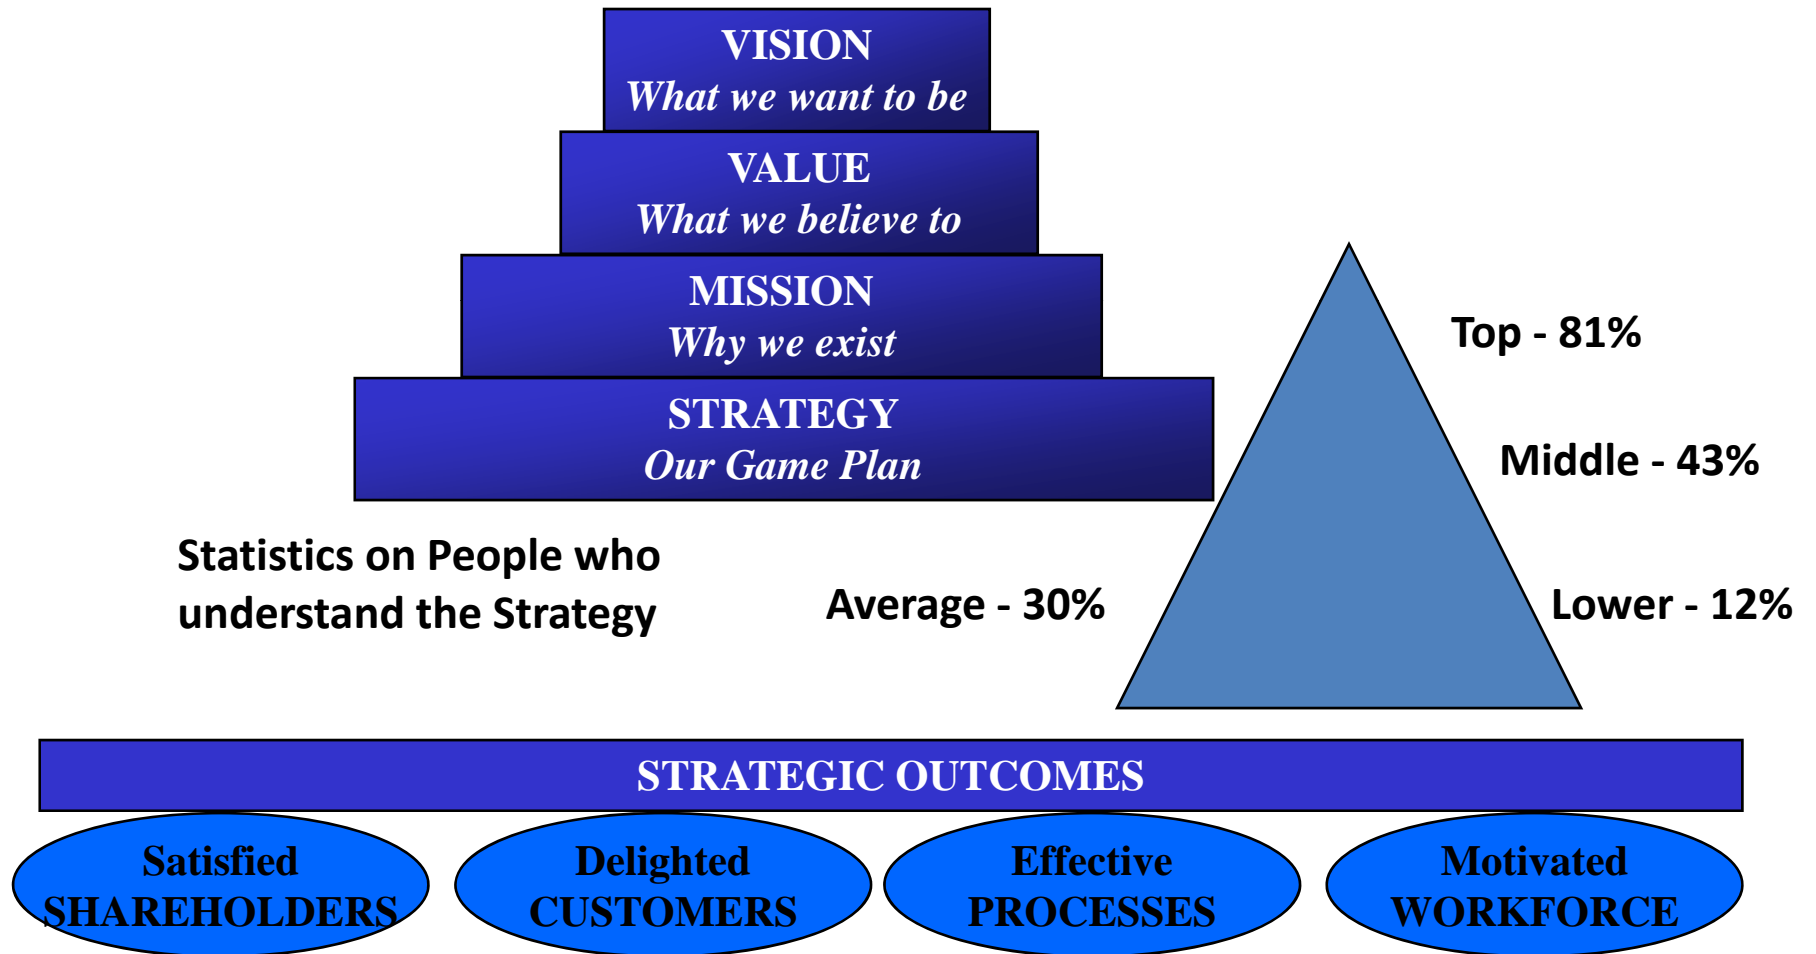 VISION
What we want to be
VALUE
What we believe to
MISSION
Why we exist
STRATEGY
Our Game Plan
Top - 81%
Middle - 43%
Statistics on People who
understand the Strategy
Average - 30%
Lower - 12%
STRATEGIC OUTCOMES
Satisfied
SHAREHOLDERS
Delighted
CUSTOMERS
Effective
PROCESSES
Motivated
WORKFORCE